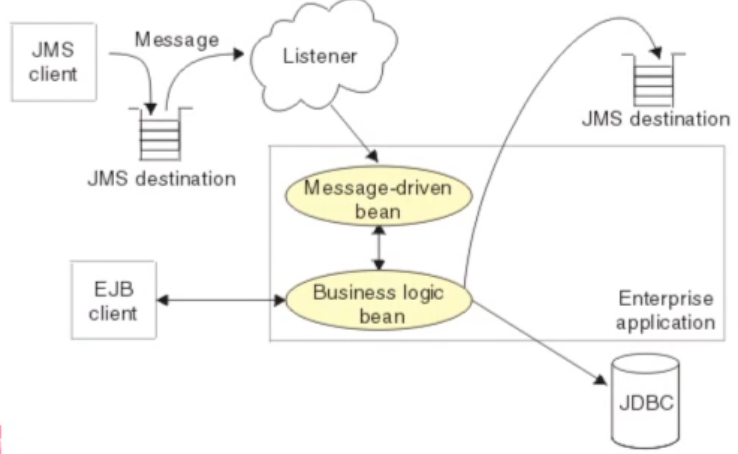 JMS
client
Message
Listener
JMS destination
JMS destination
Message-driven
bean
EJB
client
Business logic
bean
Enterprise
application
JDBC